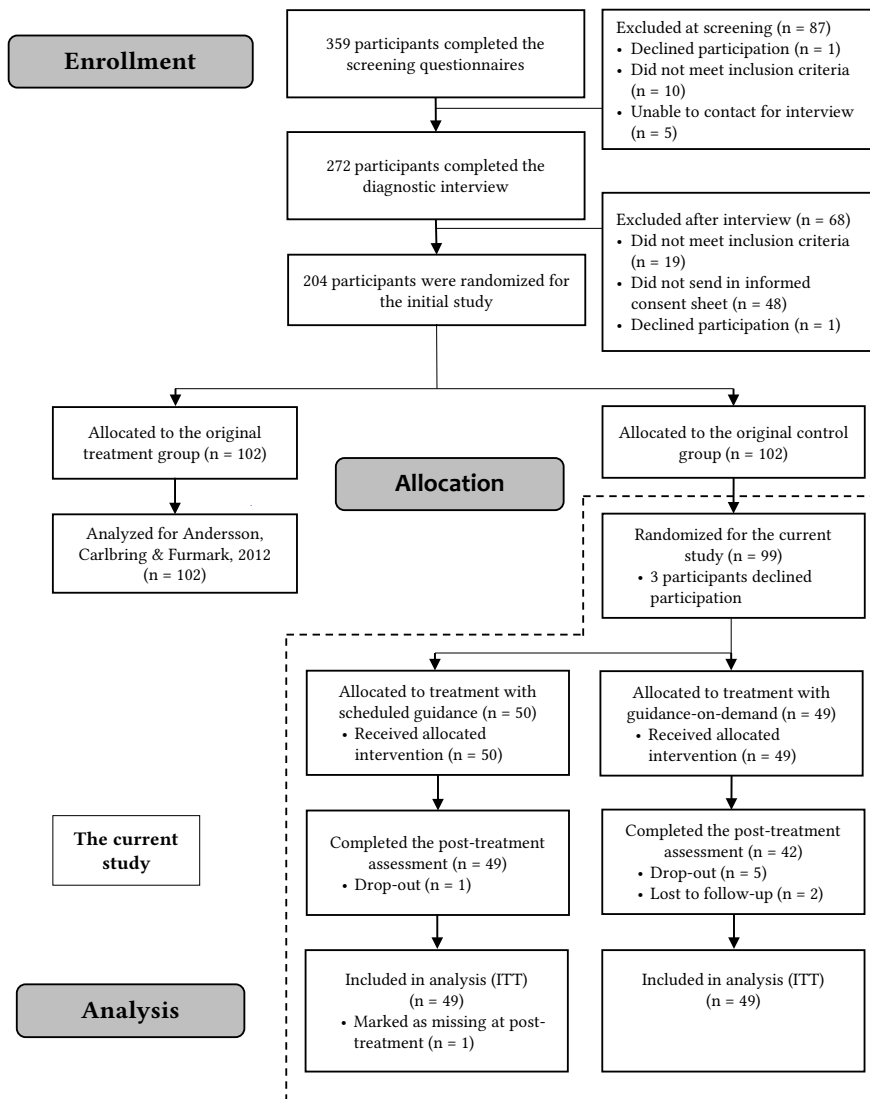 Enrollment
359 participants completed the
screening questionnaires
Excluded at screening (n = 87)
• Declined participation (n = 1)
• Did not meet inclusion criteria
(n = 10)
• Unable to contact for interview
(n = 5)
272 participants completed the
diagnostic interview
Excluded after interview (n = 68)
• Did not meet inclusion criteria
(n = 19)
• Did not send in informed
consent sheet (n = 48)
• Declined participation (n = 1)
204 participants were randomized for
the initial study
Allocated to the original
treatment group (n = 102)
Allocated to the original control
group (n = 102)
Allocation
Analyzed for Andersson,
Carlbring & Furmark, 2012
(n = 102)
Randomized for the current
study (n = 99)
• 3 participants declined
participation
Allocated to treatment with
scheduled guidance (n = 50)
• Received allocated
intervention (n = 50)
Allocated to treatment with
guidance-on-demand (n = 49)
• Received allocated
intervention (n = 49)
The current
study
Completed the post-treatment
assessment (n = 49)
• Drop-out (n = 1)
Completed the post-treatment
assessment (n = 42)
• Drop-out (n = 5)
• Lost to follow-up (n = 2)
Analysis
Included in analysis (ITT)
(n = 49)
• Marked as missing at post-
treatment (n = 1)
Included in analysis (ITT)
(n = 49)